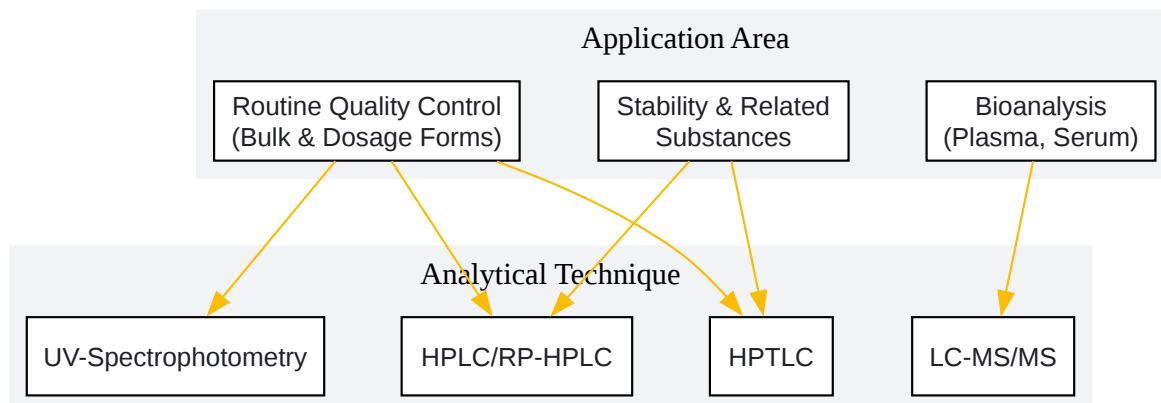 Application Area
Routine Quality Control
(Bulk & Dosage Forms)
Stability & Related
Substances
Bioanalysis
(Plasma, Serum)
Analytical Technique
UV-Spectrophotometry
HPLC/RP-HPLC
HPTLC
LC-MS/MS